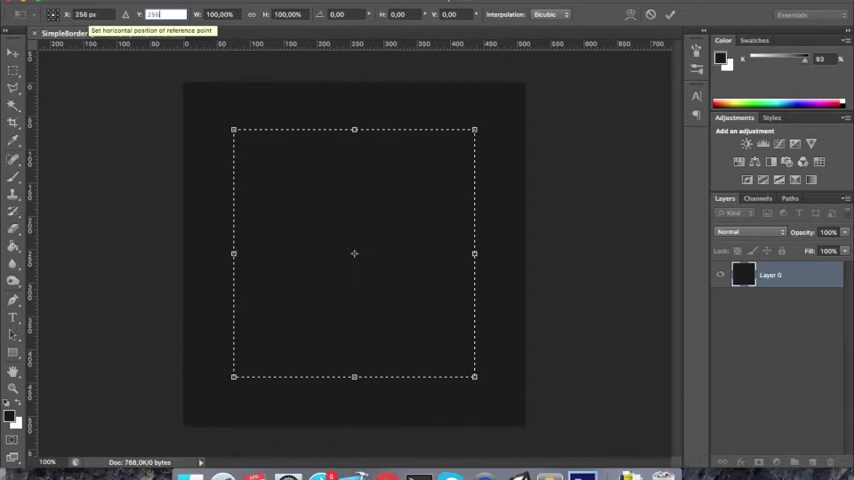 X: 256 px Y: 256 W: 100,00% H: 100,00% 0,00 ° H: 0,00 ° V: 0,00 ° Interpolation: Bicubic Essentials
Set horizontal position of reference point
× SimpleBorder
200 150 100 50 0 50 100 150 200 250 300 350 400 450 500 550 600 650 700
Color Swatches
K 93 %
Adjustments Styles
Add an adjustment
Layers Channels Paths
Kind
Normal Opacity: 100%
Lock: Fill: 100%
Layer 0
100% Doc: 768,0K/0 bytes